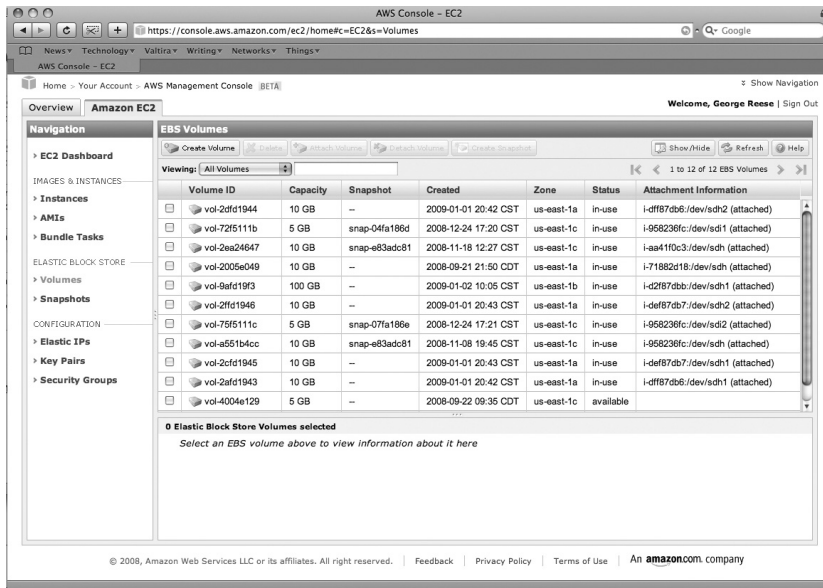 AWS Console – EC2
https://console.aws.amazon.com/ec2/home#c=EC2&s=Volumes
Google
News Technology Valtira Writing Networks Things
AWS Console – EC2
Home > Your Account > AWS Management Console BETA
Show Navigation
Overview
Amazon EC2
Welcome, George Reese | Sign Out
Navigation
EC2 Dashboard
IMAGES & INSTANCES
Instances
AMIs
Bundle Tasks
ELASTIC BLOCK STORE
Volumes
Snapshots
CONFIGURATION
Elastic IPs
Key Pairs
Security Groups
EBS Volumes
Create Volume Delete Attach Volume Detach Volume Create Snapshot Show/Hide Refresh Help
Viewing: All Volumes 1 to 12 of 12 EBS Volumes
Volume ID Capacity Snapshot Created Zone Status Attachment Information
vol-2dfd1944 10 GB -- 2009-01-01 20:42 CST us-east-1a in-use i-dff87db6:/dev/sdh2 (attached)
vol-72f5111b 5 GB snap-04fa186d 2008-12-24 17:20 CST us-east-1c in-use i-958236fc:/dev/sdi1 (attached)
vol-2ea24647 10 GB snap-e83adc81 2008-11-18 12:27 CST us-east-1c in-use i-aa41f0c3:/dev/sdh (attached)
vol-2005e049 10 GB -- 2008-09-21 21:50 CDT us-east-1a in-use i-71882d18:/dev/sdh (attached)
vol-9afd19f3 100 GB -- 2009-01-02 10:05 CST us-east-1b in-use i-d2f87dbb:/dev/sdh1 (attached)
vol-2ffd1946 10 GB -- 2009-01-01 20:43 CST us-east-1a in-use i-def87db7:/dev/sdh2 (attached)
vol-75f5111c 5 GB snap-07fa186e 2008-12-24 17:21 CST us-east-1c in-use i-958236fc:/dev/sdi2 (attached)
vol-a551b4cc 10 GB snap-e83adc81 2008-11-08 19:45 CST us-east-1c in-use i-958236fc:/dev/sdh (attached)
vol-2cfd1945 10 GB -- 2009-01-01 20:43 CST us-east-1a in-use i-def87db7:/dev/sdh1 (attached)
vol-2afd1943 10 GB -- 2009-01-01 20:42 CST us-east-1a in-use i-dff87db6:/dev/sdh1 (attached)
vol-4004e129 5 GB -- 2008-09-22 09:35 CDT us-east-1c available
0 Elastic Block Store Volumes selected
Select an EBS volume above to view information about it here
© 2008, Amazon Web Services LLC or its affiliates. All right reserved. | Feedback | Privacy Policy | Terms of Use | An amazon.com. company